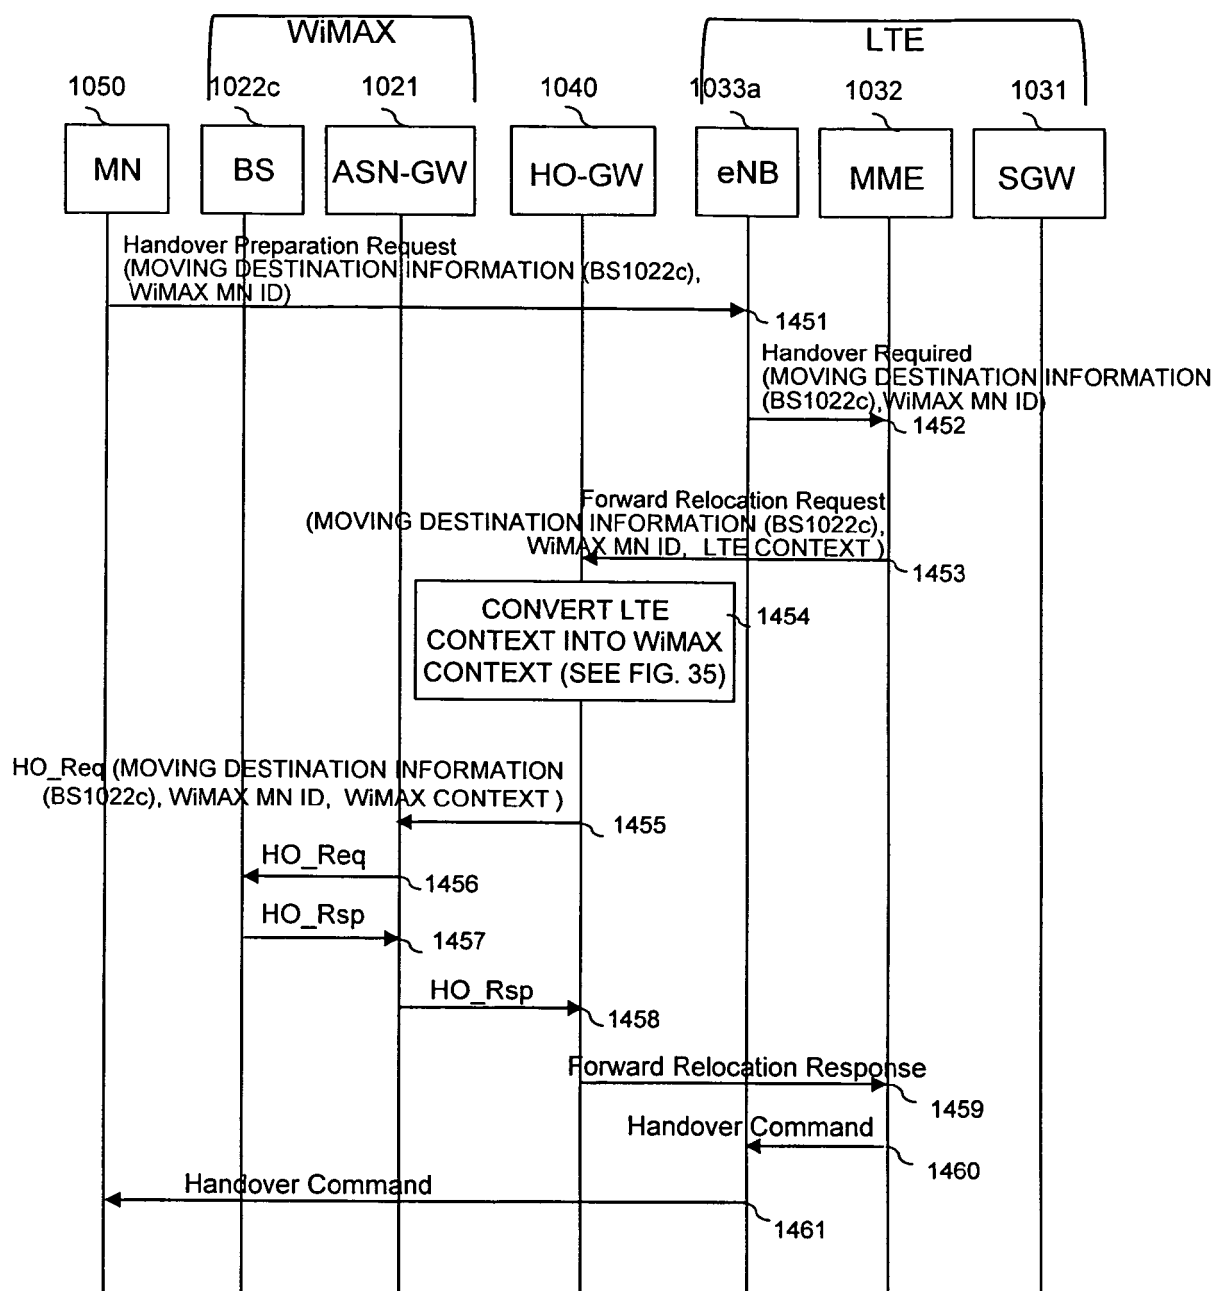 WiMAX
LTE
1050
1022c
1021
1040
1033a
1032
1031
MN
BS
ASN-GW
HO-GW
eNB
MME
SGW
Handover Preparation Request
(MOVING DESTINATION INFORMATION (BS1022c),
WiMAX MN ID)
1451
Handover Required
(MOVING DESTINATION INFORMATION
(BS1022c),WiMAX MN ID)
1452
Forward Relocation Request
(MOVING DESTINATION INFORMATION (BS1022c),
WiMAX MN ID, LTE CONTEXT )
1453
CONVERT LTE
CONTEXT INTO WiMAX
CONTEXT (SEE FIG. 35)
1454
HO_Req (MOVING DESTINATION INFORMATION
(BS1022c), WiMAX MN ID, WiMAX CONTEXT )
1455
HO_Req
1456
HO_Rsp
1457
HO_Rsp
1458
Forward Relocation Response
1459
Handover Command
1460
Handover Command
1461